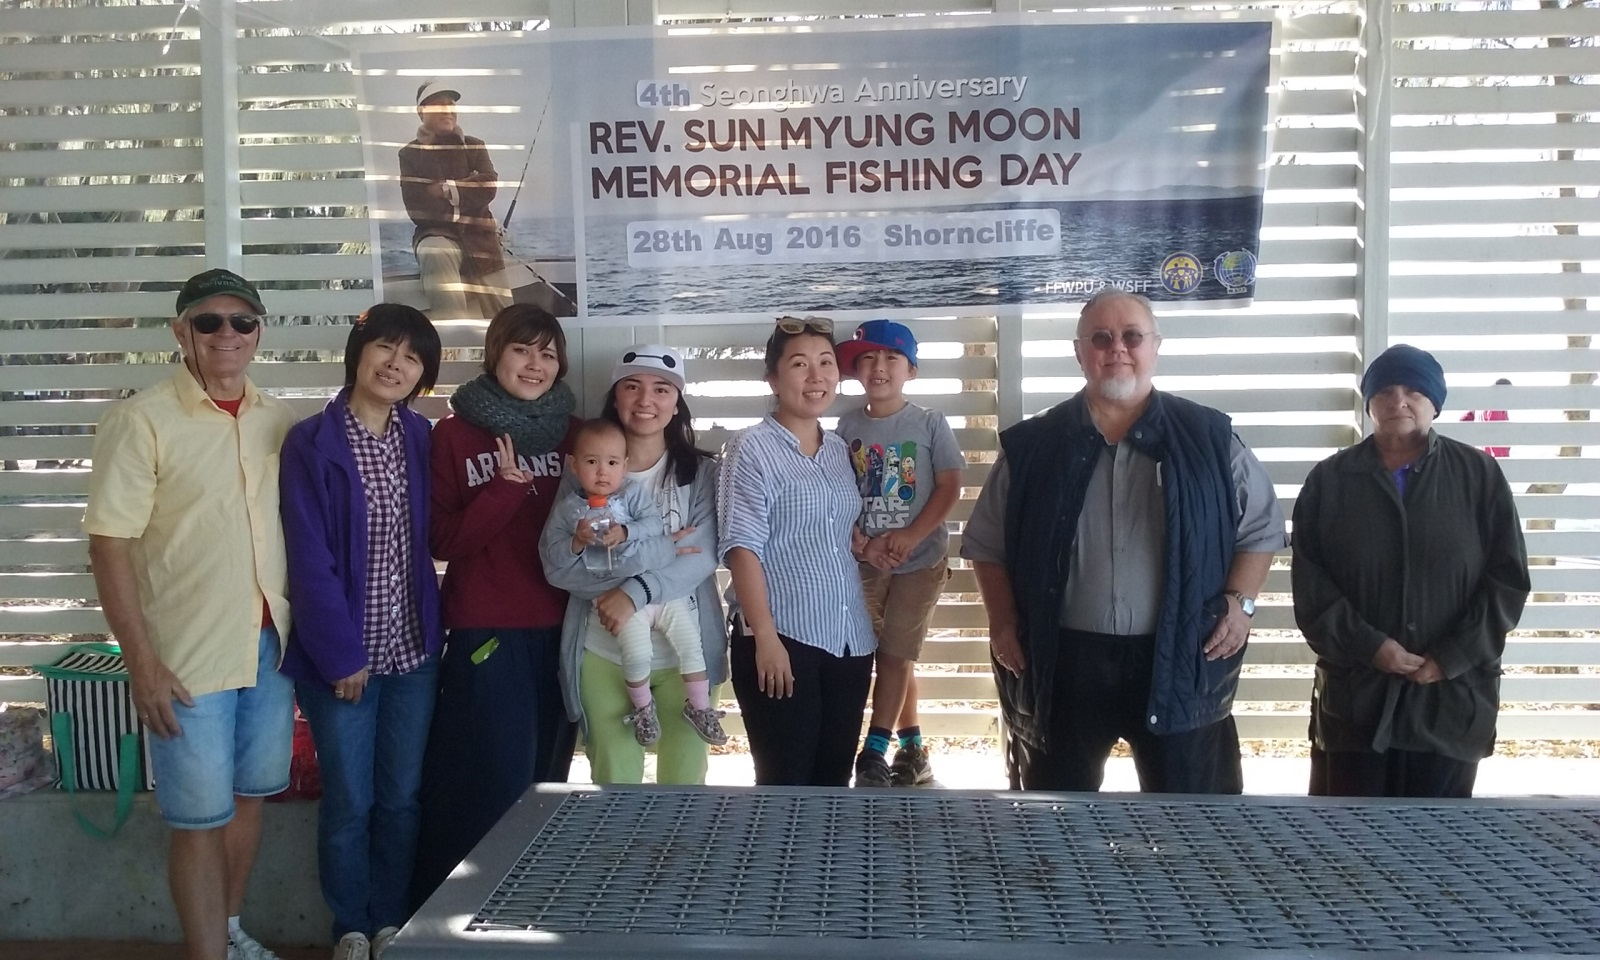 4th Seonghwa Anniversary
REV. SUN MYUNG MOON
MEMORIAL FISHING DAY
28th Aug 2016 Shorncliffe
FFWPU & WSFF
STAR
WARS